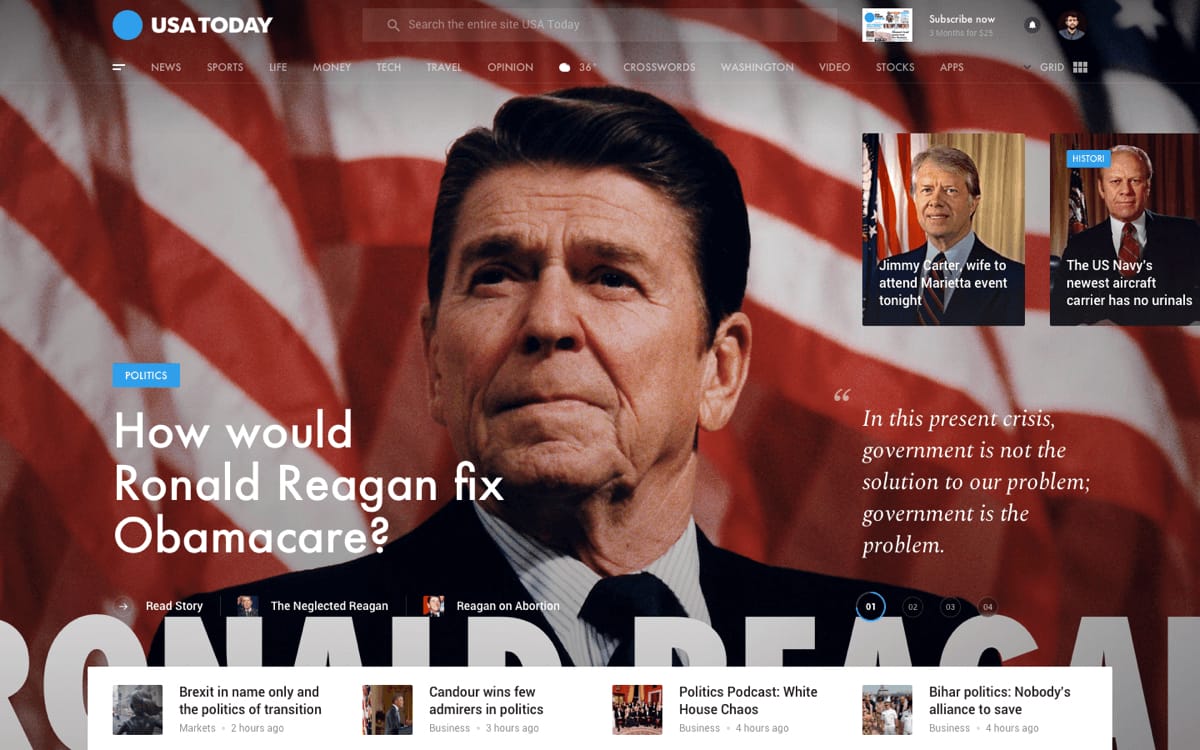 USA TODAY
Search the entire site USA Today
Subscribe now
3 Months for $25
NEWS SPORTS LIFE MONEY TECH TRAVEL OPINION 36° CROSSWORDS WASHINGTON VIDEO STOCKS APPS GRID
Jimmy Carter, wife to
attend Marietta event
tonight
HISTORI
The US Navy's
newest aircraft
carrier has no urinals
POLITICS
How would
Ronald Reagan fix
Obamacare?
“
In this present crisis,
government is not the
solution to our problem;
government is the
problem.
Read Story The Neglected Reagan Reagan on Abortion
01 02 03 04
RONALD REAGAN
Brexit in name only and
the politics of transition
Markets • 2 hours ago
Candour wins few
admirers in politics
Business • 3 hours ago
Politics Podcast: White
House Chaos
Business • 4 hours ago
Bihar politics: Nobody's
alliance to save
Business • 4 hours ago